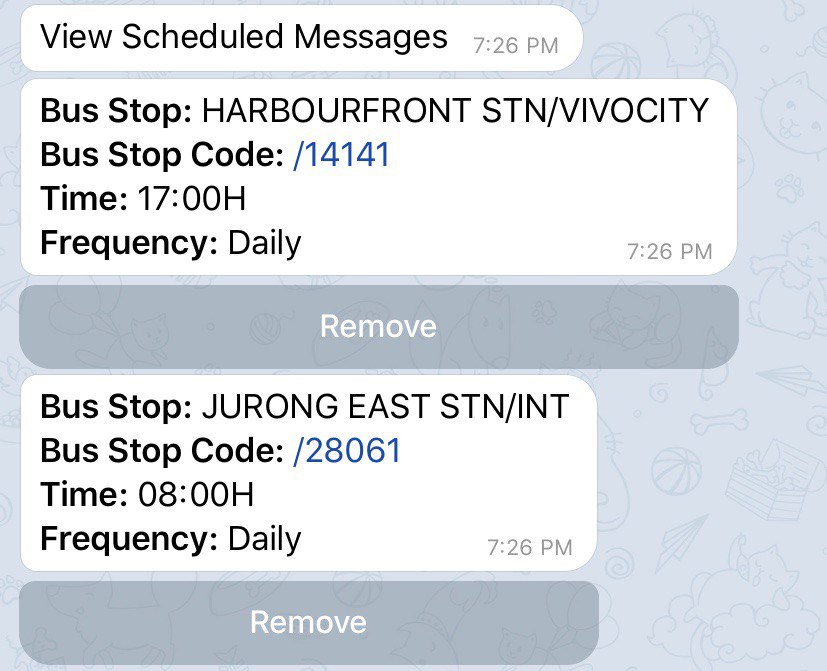 View Scheduled Messages 7:26 PM
Bus Stop: HARBOURFRONT STN/VIVOCITY
Bus Stop Code: /14141
Time: 17:00H
Frequency: Daily 7:26 PM
Remove
Bus Stop: JURONG EAST STN/INT
Bus Stop Code: /28061
Time: 08:00H
Frequency: Daily 7:26 PM
Remove